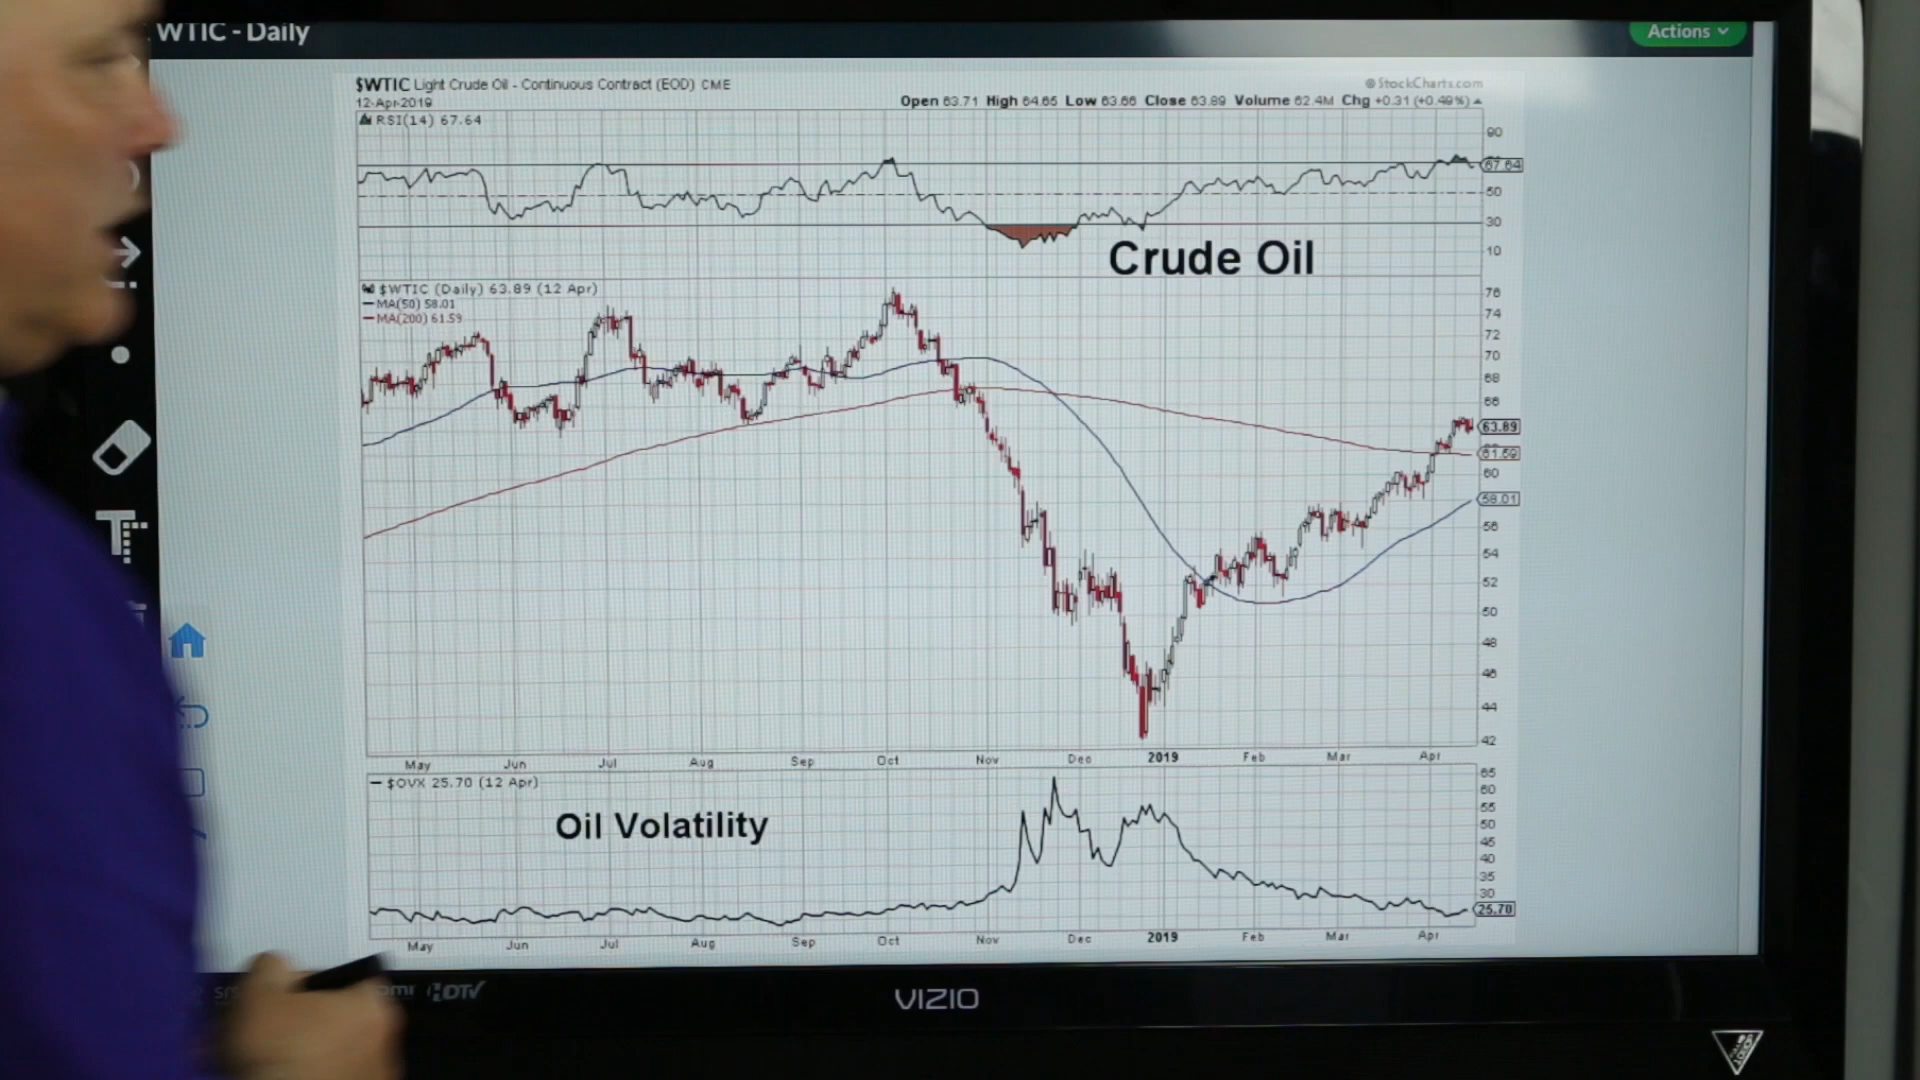 WTIC - Daily
Actions
$WTIC Light Crude Oil - Continuous Contract (EOD) CME
©StockCharts.com
12-Apr-2019
Open 63.71 High 64.65 Low 63.66 Close 63.89 Volume 62.4M Chg +0.31 (+0.49%)
RSI(14) 67.64
90
67.64
50
30
10
Crude Oil
$WTIC (Daily) 63.89 (12 Apr)
MA(50) 58.01
MA(200) 61.59
76
74
72
70
68
66
63.89
61.59
60
58.01
56
54
52
50
48
46
44
42
May Jun Jul Aug Sep Oct Nov Dec 2019 Feb Mar Apr
$OVX 25.70 (12 Apr)
Oil Volatility
65
60
55
50
45
40
35
30
25.70
May Jun Jul Aug Sep Oct Nov Dec 2019 Feb Mar Apr
HDTV
VIZIO